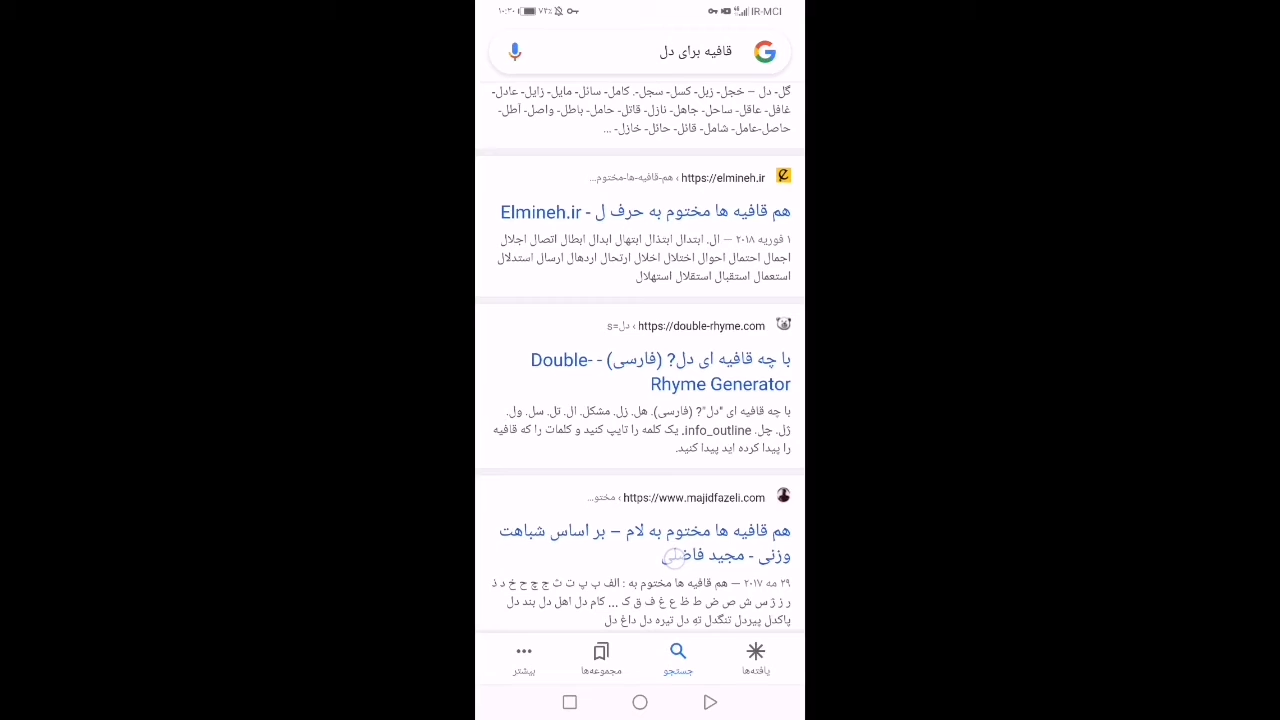 ۱۰:۳۰ ۷۳٪ IR-MCI
قافیه برای دل
گل- دل – خجل- زبل- کسل- سجل-. کامل- سائل- مایل- زایل- عادل-
غافل- عاقل- ساحل- جاهل- نازل- قاتل- حامل- باطل- واصل- آطل-
حاصل-عامل- شامل- قائل- حائل- خازل- ...
https://elmineh.ir › هم-قافیه-ها-مختوم...
هم قافیه ها مختوم به حرف ل - Elmineh.ir
۱ فوریه ۲۰۱۸ — ال. ابتدال ابتذال ابتهال ابدال ابطال اتصال اجلال
اجمال احتمال احوال اختلال اخلال ارتحال اردهال ارسال استدلال
استعمال استقبال استقلال استهلال
https://double-rhyme.com › دل=s
با چه قافیه ای دل? (فارسی) - Double-
Rhyme Generator
با چه قافیه ای "دل"? (فارسی). هل. زل. مشکل. ال. تل. سل. ول.
ژل. چل. info_outline. یک کلمه را تایپ کنید و کلمات را که قافیه
را پیدا کرده اید پیدا کنید.
https://www.majidfazeli.com › مختو...
هم قافیه ها مختوم به لام – بر اساس شباهت
وزنی - مجید فاضلی
۲۹ مه ۲۰۱۷ — هم قافیه ها مختوم به : الف ب پ ت ث ج چ ح خ د ذ
ر ز ژ س ش ص ض ط ظ ع غ ف ق ک ... کام دل اهل دل بند دل
پاکدل پیردل تنگدل ته دل تیره دل داغ دل
یافته‌ها جستجو مجموعه‌ها بیشتر